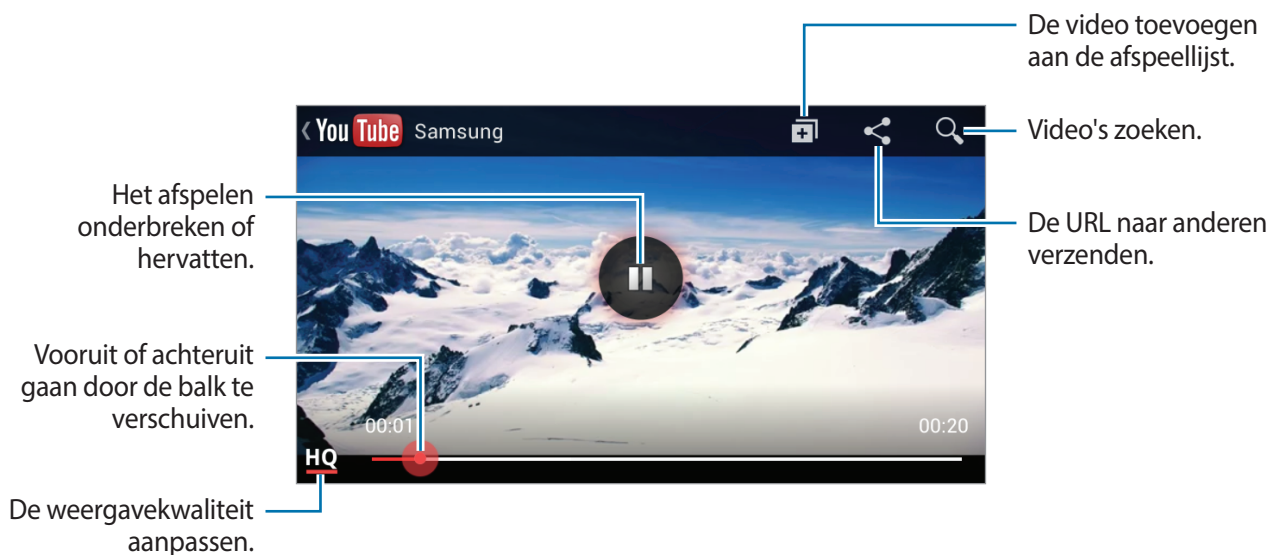 De video toevoegen
aan de afspeellijst.
You Tube Samsung
Video's zoeken.
Het afspelen
onderbreken of
hervatten.
De URL naar anderen
verzenden.
Vooruit of achteruit
gaan door de balk te
verschuiven.
00:01 00:20
HQ
De weergavekwaliteit
aanpassen.